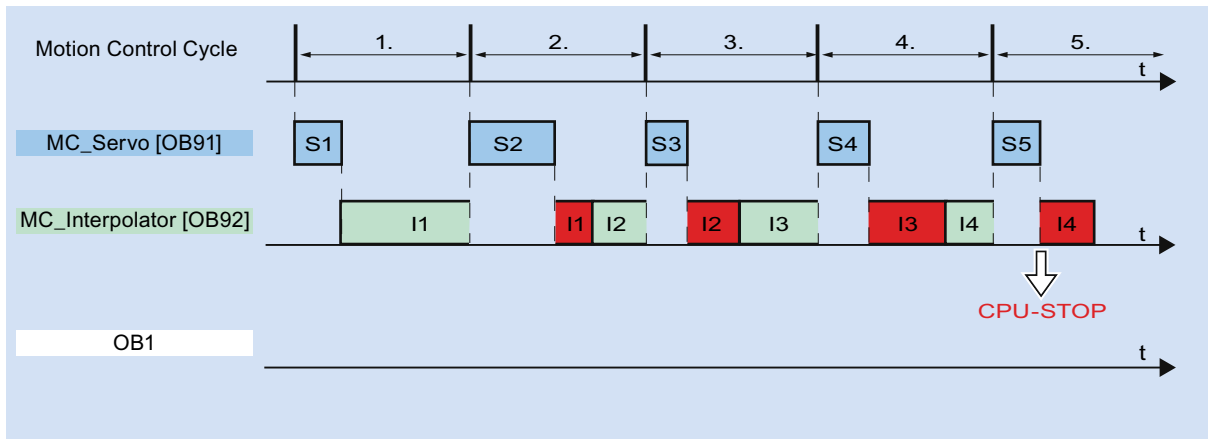 Motion Control Cycle
1. 2. 3. 4. 5.
t
MC_Servo [OB91]
S1 S2 S3 S4 S5
MC_Interpolator [OB92]
I1 I1 I2 I2 I3 I3 I4 I4
t
CPU-STOP
OB1
t